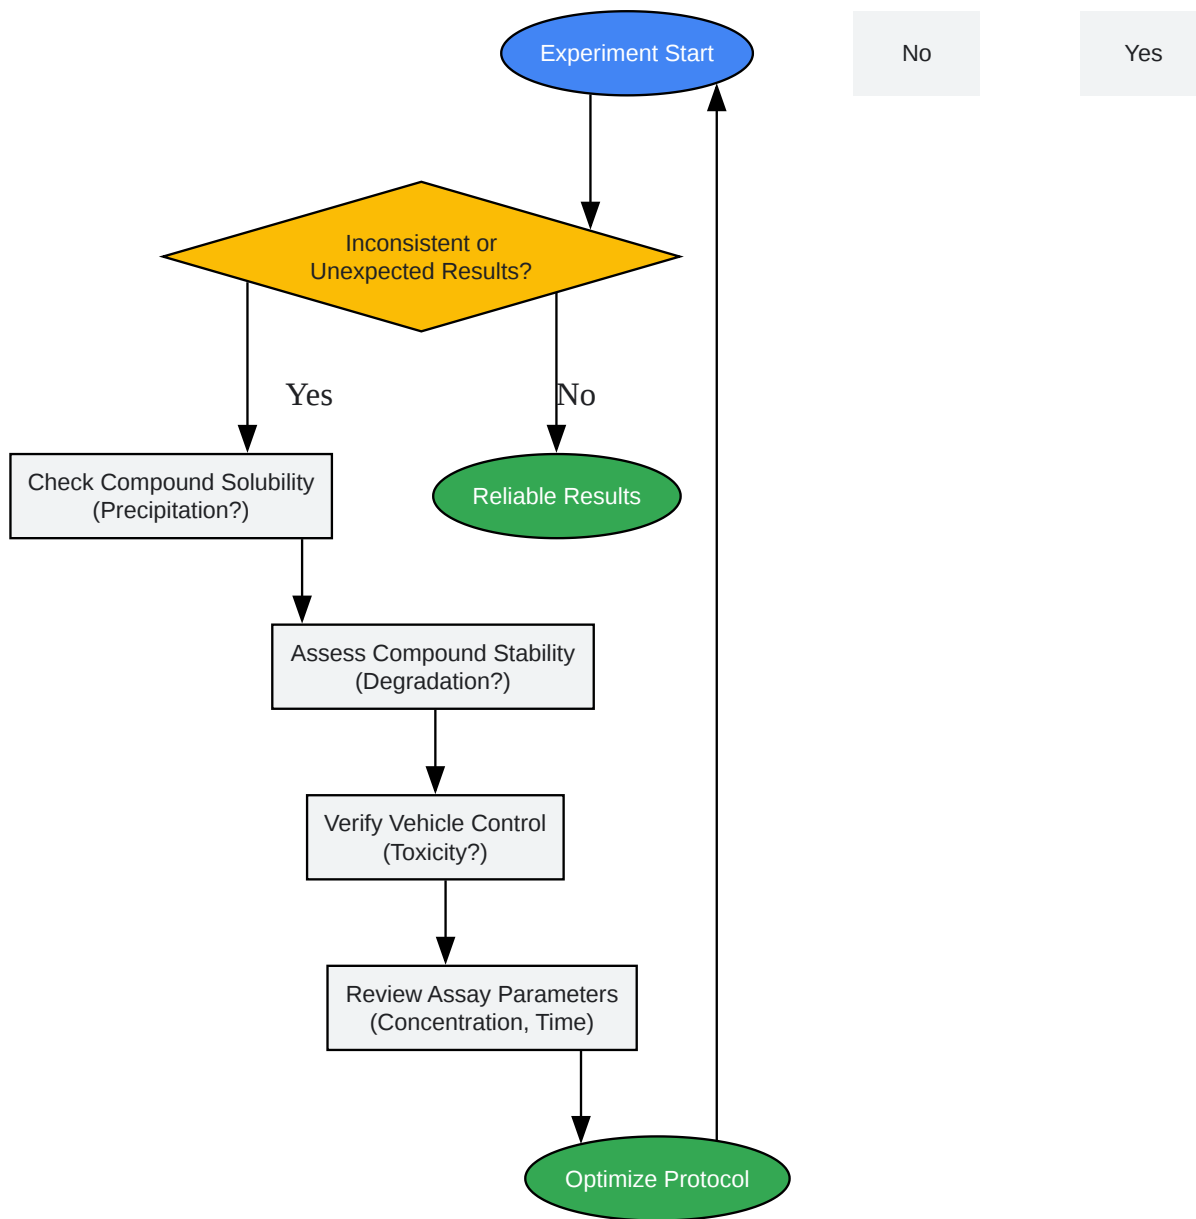 Experiment Start
No
Yes
Inconsistent or
Unexpected Results?
Yes
No
Check Compound Solubility
(Precipitation?)
Reliable Results
Assess Compound Stability
(Degradation?)
Verify Vehicle Control
(Toxicity?)
Review Assay Parameters
(Concentration, Time)
Optimize Protocol